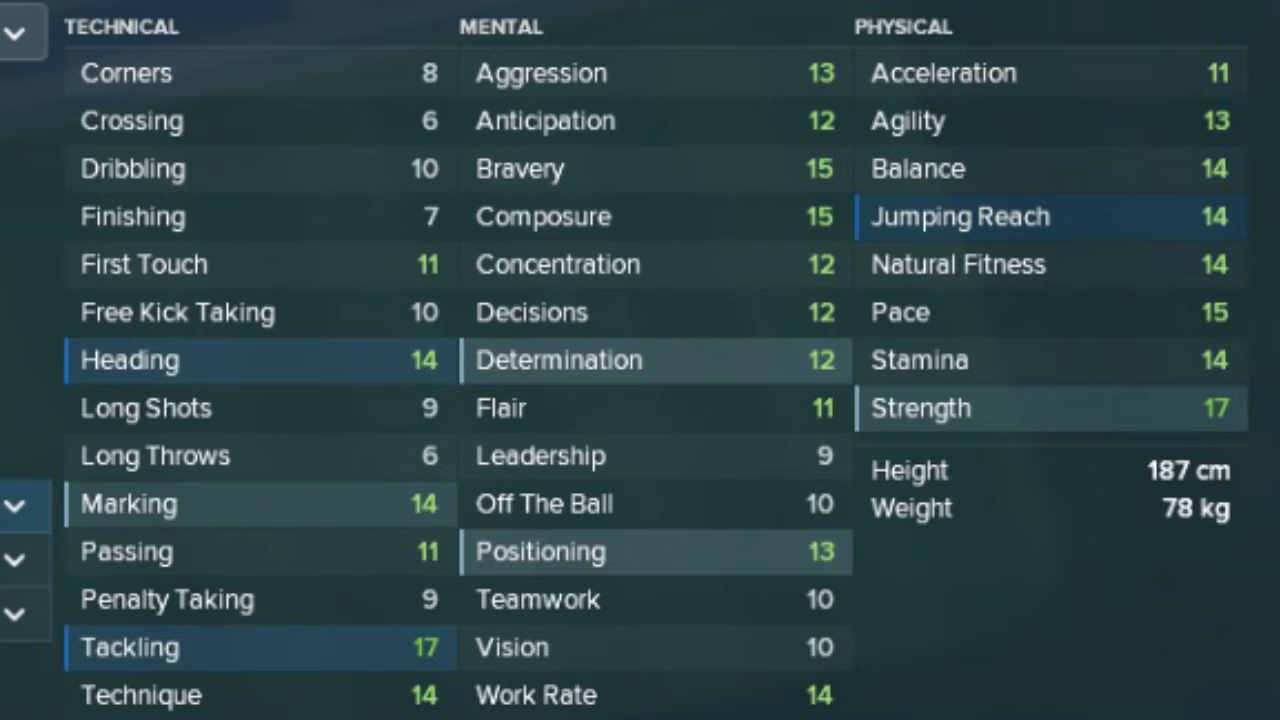 TECHNICAL MENTAL PHYSICAL
Corners 8 Aggression 13 Acceleration 11
Crossing 6 Anticipation 12 Agility 13
Dribbling 10 Bravery 15 Balance 14
Finishing 7 Composure 15 Jumping Reach 14
First Touch 11 Concentration 12 Natural Fitness 14
Free Kick Taking 10 Decisions 12 Pace 15
Heading 14 Determination 12 Stamina 14
Long Shots 9 Flair 11 Strength 17
Long Throws 6 Leadership 9 Height 187 cm
Marking 14 Off The Ball 10 Weight 78 kg
Passing 11 Positioning 13
Penalty Taking 9 Teamwork 10
Tackling 17 Vision 10
Technique 14 Work Rate 14